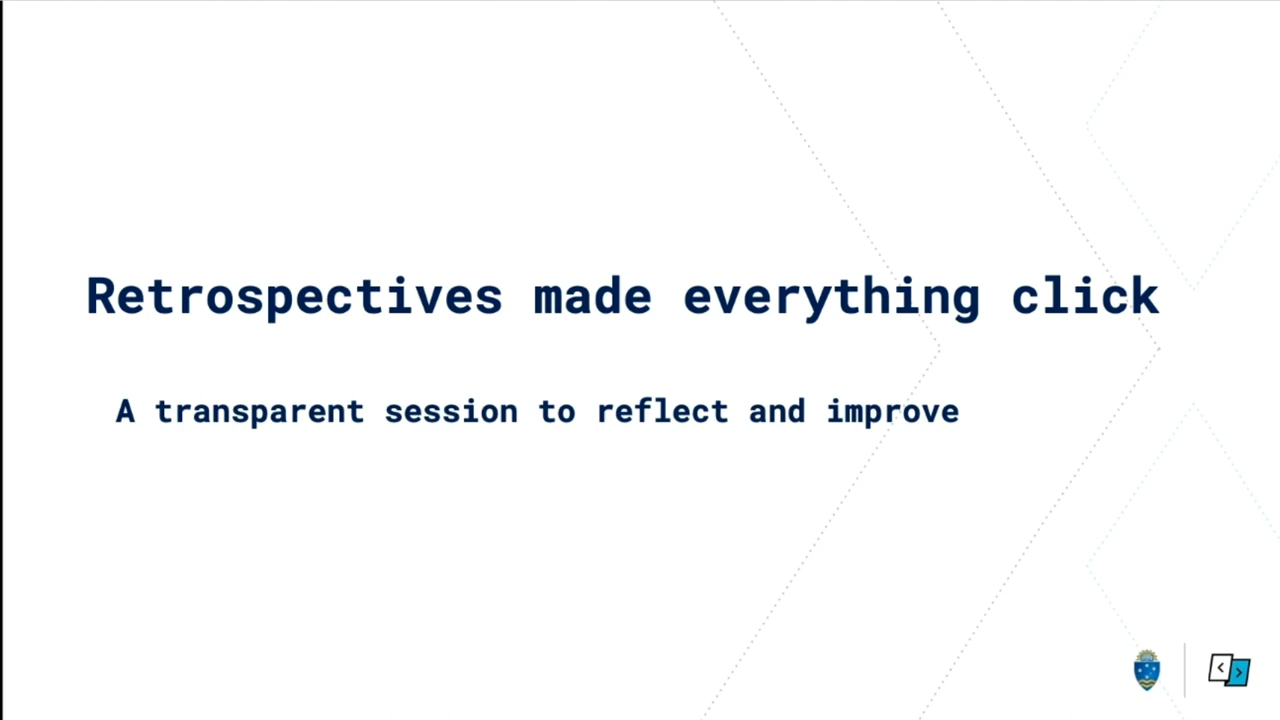 Retrospectives made everything click
A transparent session to reflect and improve